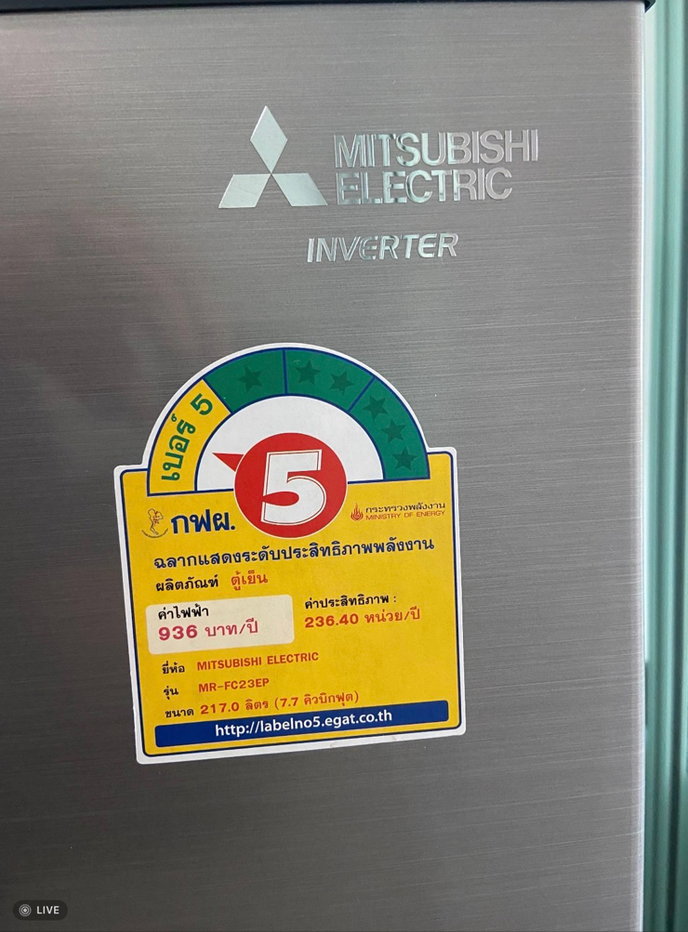 MITSUBISHI
ELECTRIC
INVERTER
เบอร์ 5
5
กฟผ.
กระทรวงพลังงาน
MINISTRY OF ENERGY
ฉลากแสดงระดับประสิทธิภาพพลังงาน
ผลิตภัณฑ์ ตู้เย็น
ค่าไฟฟ้า
936 บาท/ปี
ค่าประสิทธิภาพ :
236.40 หน่วย/ปี
ยี่ห้อ MITSUBISHI ELECTRIC
รุ่น MR-FC23EP
ขนาด 217.0 ลิตร (7.7 คิวบิกฟุต)
http://labelno5.egat.co.th
LIVE